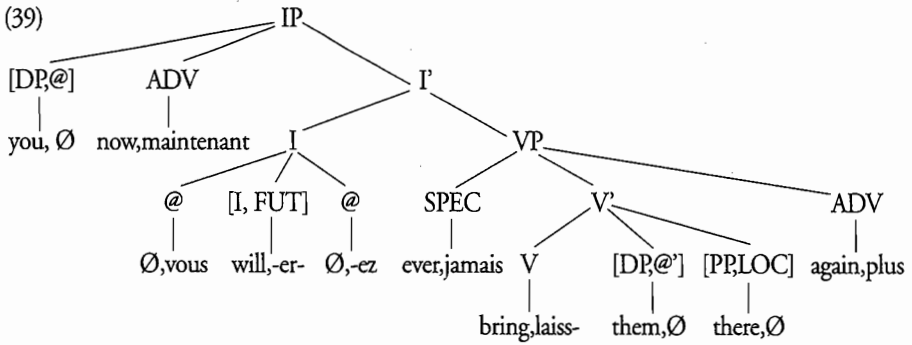 (39) IP
[DP,@] ADV I'
you, Ø now,maintenant I VP
@ [I, FUT] @ SPEC V' ADV
Ø,vous will,-er- Ø,-ez ever,jamais V [DP,@'] [PP,LOC] again,plus
bring,laiss- them,Ø there,Ø